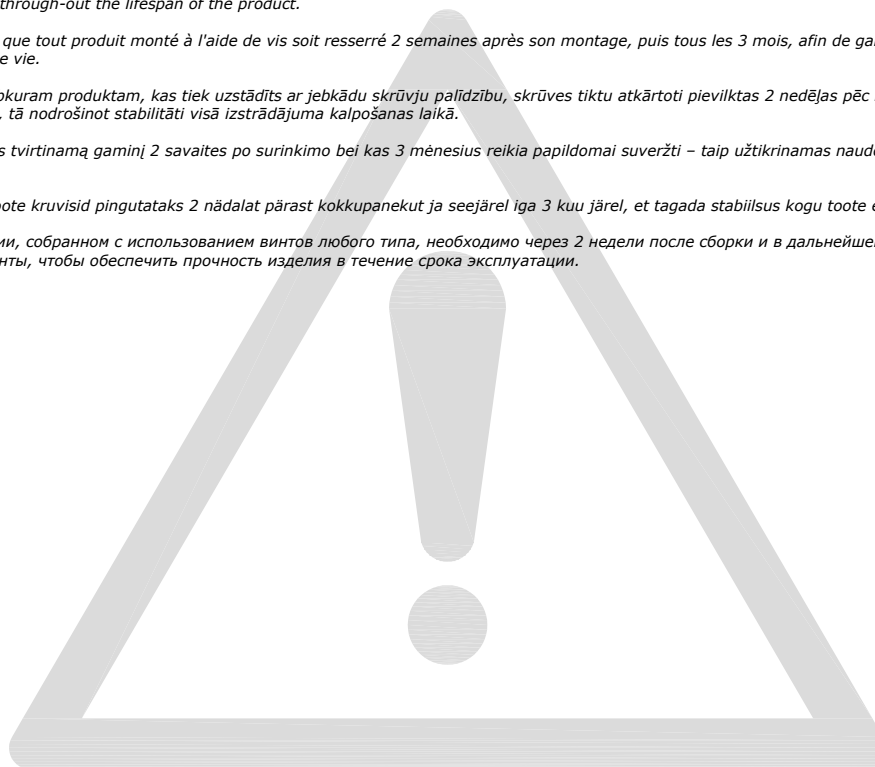 through-out the lifespan of the product.
que tout produit monté à l'aide de vis soit resserré 2 semaines après son montage, puis tous les 3 mois, afin de
e vie.
okuram produktam, kas tiek uzstādīts ar jebkādu skrūvju palīdzību, skrūves tiktu atkārtoti pievilktas 2 nedēļas pēc
, tā nodrošinot stabilitāti visā izstrādājuma kalpošanas laikā.
s tvirtinamą gaminį 2 savaites po surinkimo bei kas 3 mėnesius reikia papildomai suveržti – taip užtikrinamas
oote kruvisid pingutataks 2 nädalat pärast kokkupanekut ja seejärel iga 3 kuu järel, et tagada stabiilsus kogu toote
ии, собранном с использованием винтов любого типа, необходимо через 2 недели после сборки и в дальнейшем
нты, чтобы обеспечить прочность изделия в течение срока эксплуатации.